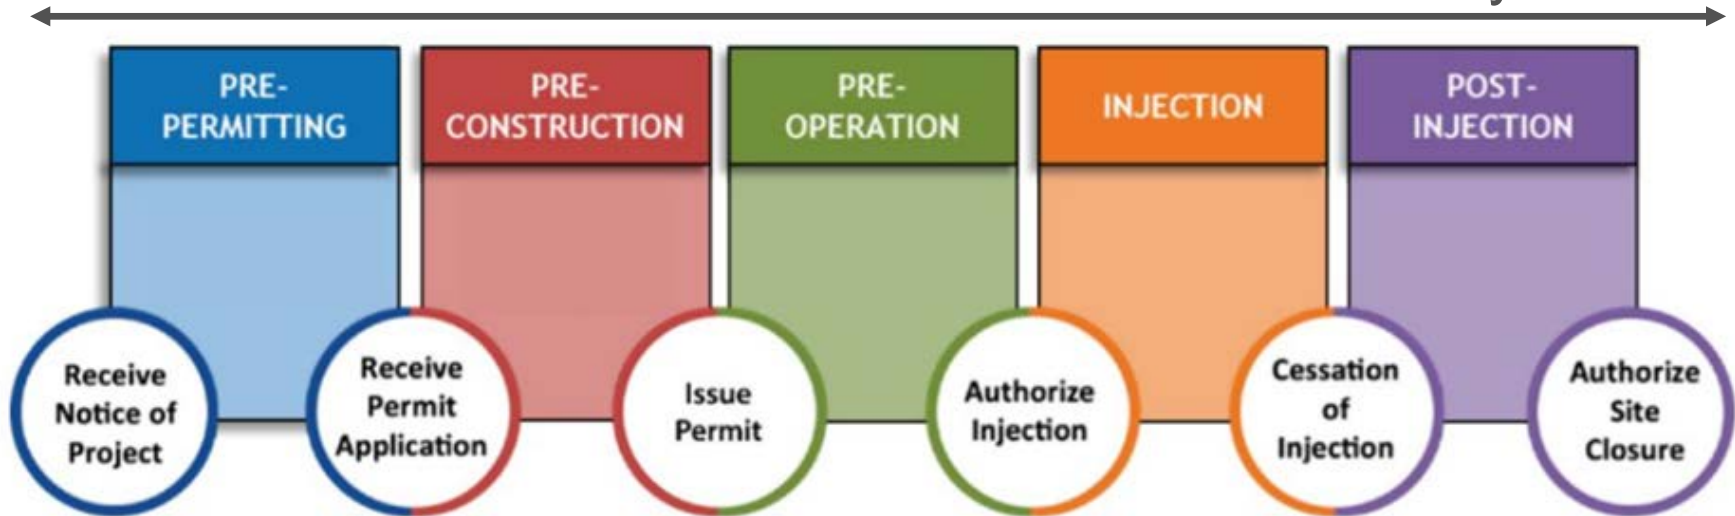 PRE-
PERMITTING
PRE-
CONSTRUCTION
PRE-
OPERATION
INJECTION
POST-
INJECTION
Receive
Notice of
Project
Receive
Permit
Application
Issue
Permit
Authorize
Injection
Cessation
of
Injection
Authorize
Site
Closure